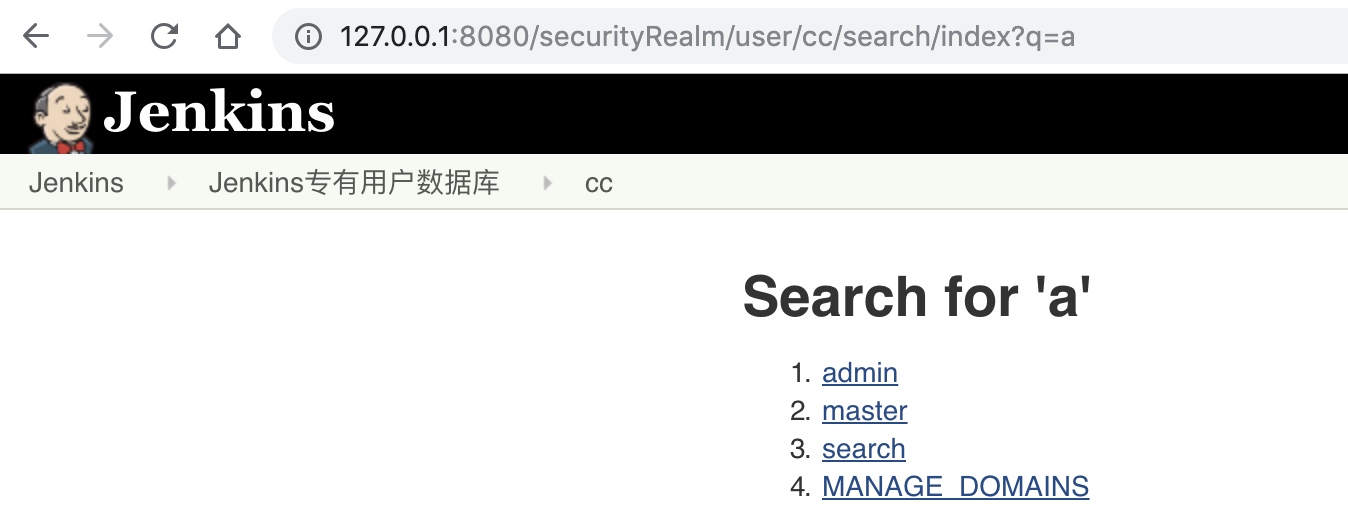 127.0.0.1:8080/securityRealm/user/cc/search/index?q=a
Jenkins
Jenkins Jenkins专有用户数据库 cc
Search for 'a'
1. admin
2. master
3. search
4. MANAGE_DOMAINS